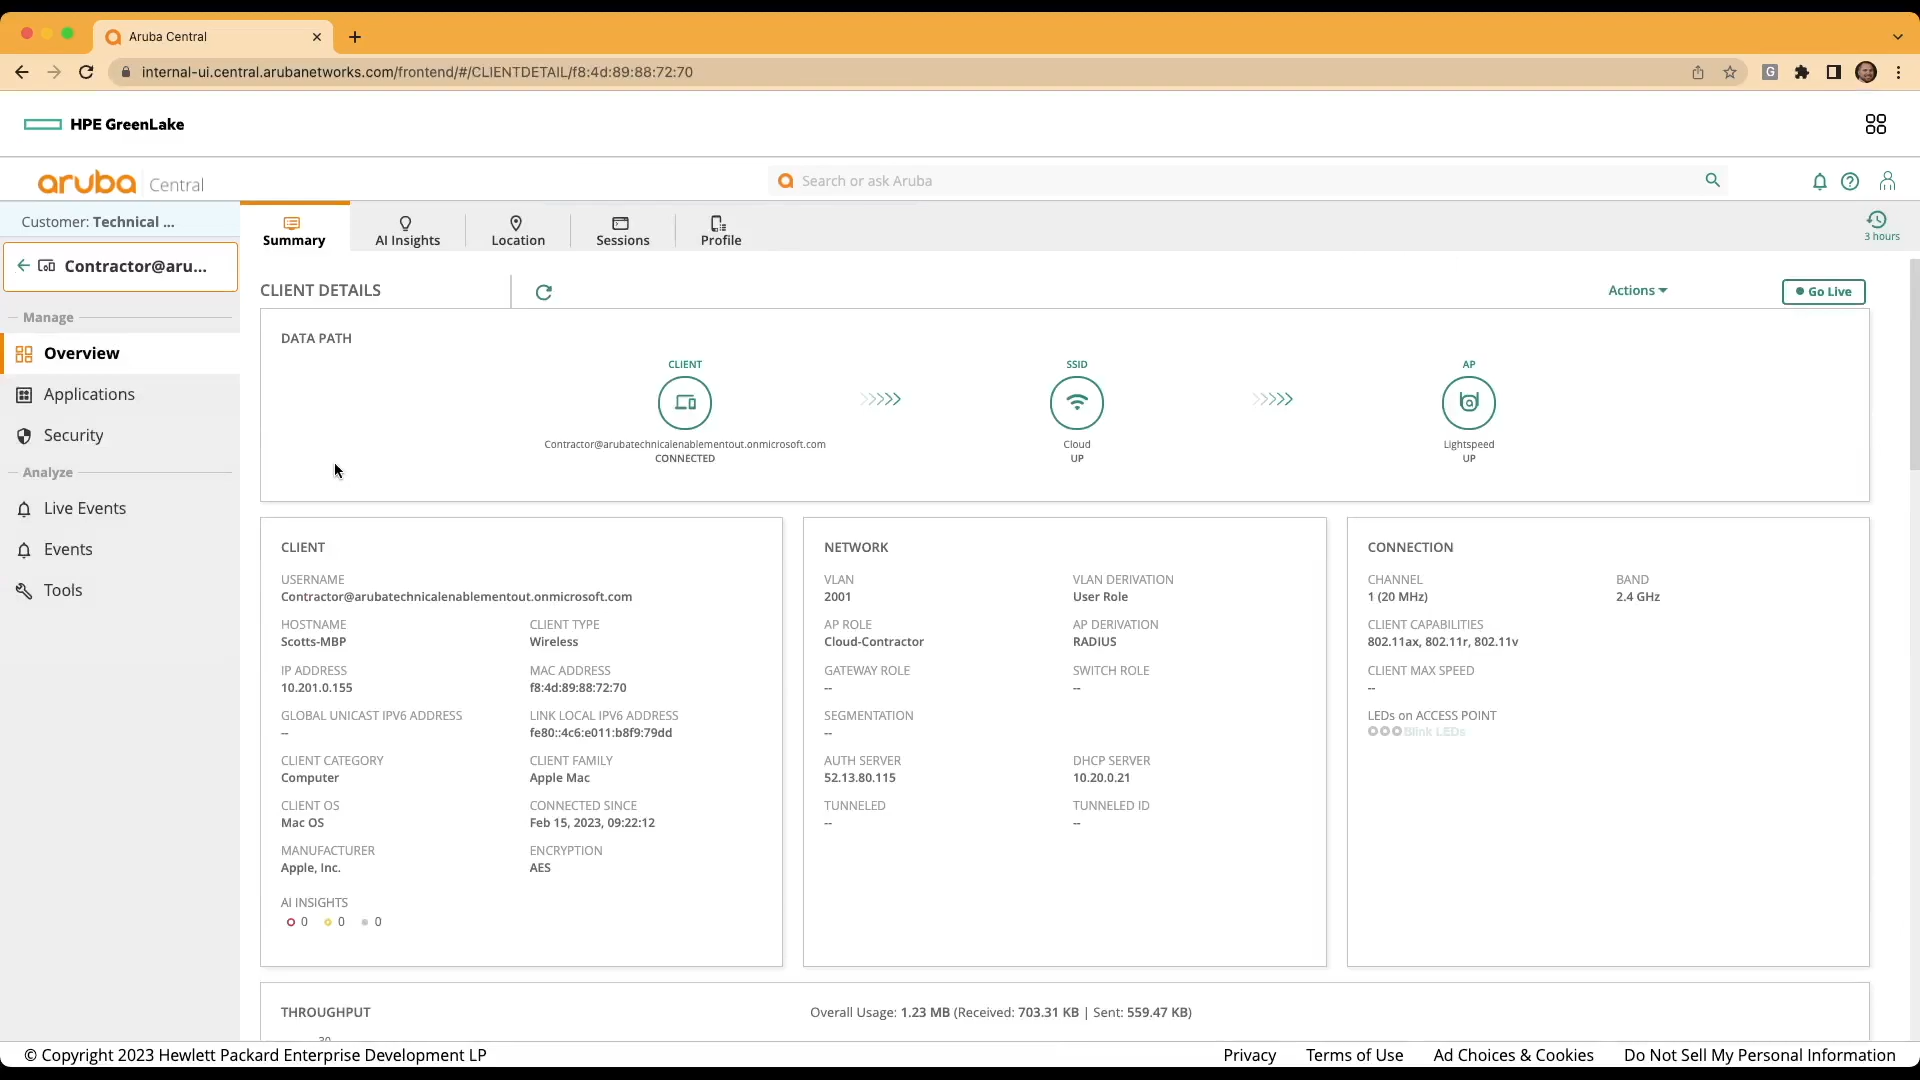 Aruba Central
internal-ui.central.arubanetworks.com/frontend/#/CLIENTDETAIL/f8:4d:89:88:72:70
G
HPE GreenLake
aruba Central
Search or ask Aruba
Customer: Technical ...
Summary
AI Insights
Location
Sessions
Profile
3 hours
Contractor@aru...
Manage
Overview
Applications
Security
Analyze
Live Events
Events
Tools
CLIENT DETAILS
Actions
Go Live
DATA PATH
CLIENT
SSID
AP
Contractor@arubatechnicalenablementout.onmicrosoft.com
CONNECTED
Cloud
UP
Lightspeed
UP
CLIENT
USERNAME
Contractor@arubatechnicalenablementout.onmicrosoft.com
HOSTNAME
Scotts-MBP
CLIENT TYPE
Wireless
IP ADDRESS
10.201.0.155
MAC ADDRESS
f8:4d:89:88:72:70
GLOBAL UNICAST IPV6 ADDRESS
--
LINK LOCAL IPV6 ADDRESS
fe80::4c6:e011:b8f9:79dd
CLIENT CATEGORY
Computer
CLIENT FAMILY
Apple Mac
CLIENT OS
Mac OS
CONNECTED SINCE
Feb 15, 2023, 09:22:12
MANUFACTURER
Apple, Inc.
ENCRYPTION
AES
AI INSIGHTS
0 0 0
NETWORK
VLAN
2001
VLAN DERIVATION
User Role
AP ROLE
Cloud-Contractor
AP DERIVATION
RADIUS
GATEWAY ROLE
--
SWITCH ROLE
--
SEGMENTATION
--
AUTH SERVER
52.13.80.115
DHCP SERVER
10.20.0.21
TUNNELED
--
TUNNELED ID
--
CONNECTION
CHANNEL
1 (20 MHz)
BAND
2.4 GHz
CLIENT CAPABILITIES
802.11ax, 802.11r, 802.11v
CLIENT MAX SPEED
--
LEDs on ACCESS POINT
Blink LEDs
THROUGHPUT
Overall Usage: 1.23 MB (Received: 703.31 KB | Sent: 559.47 KB)
30
© Copyright 2023 Hewlett Packard Enterprise Development LP
Privacy
Terms of Use
Ad Choices & Cookies
Do Not Sell My Personal Information